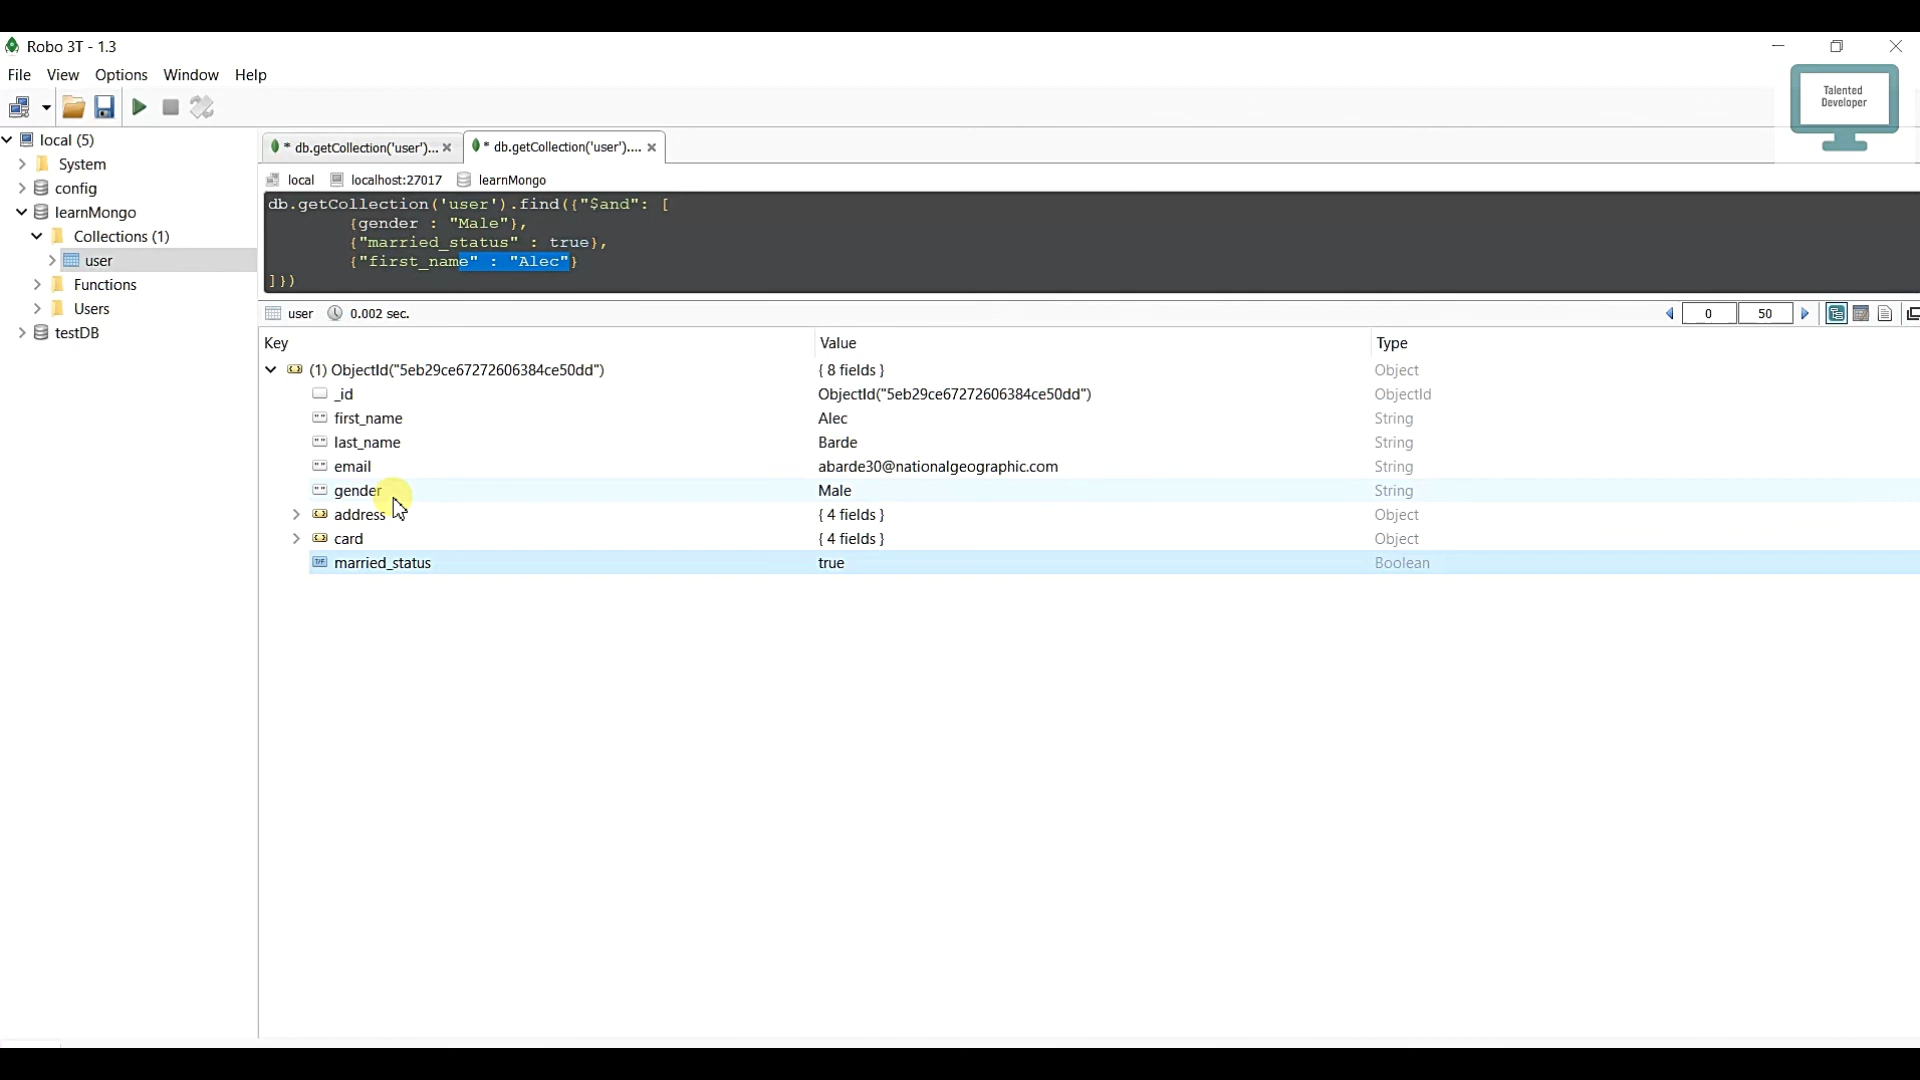 Robo 3T - 1.3
File View Options Window Help
Talented
Developer
local (5)
System
config
learnMongo
Collections (1)
user
Functions
Users
testDB
* db.getCollection('user')...
* db.getCollection('user')....
local localhost:27017 learnMongo
db.getCollection('user').find({"$and": [
{gender : "Male"},
{"married_status" : true},
{"first_name" : "Alec"}
]})
user 0.002 sec.
0 50
Key Value Type
(1) ObjectId("5eb29ce67272606384ce50dd") { 8 fields } Object
_id ObjectId("5eb29ce67272606384ce50dd") ObjectId
first_name Alec String
last_name Barde String
email abarde30@nationalgeographic.com String
gender Male String
address { 4 fields } Object
card { 4 fields } Object
married_status true Boolean